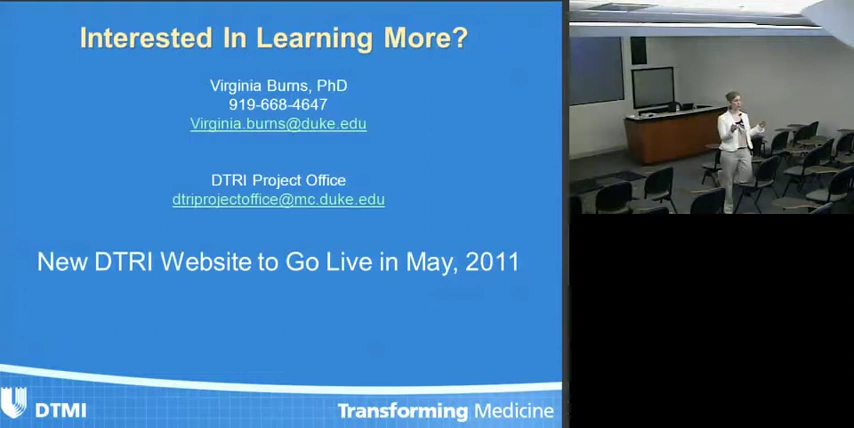 Interested In Learning More?
Virginia Burns, PhD
919-668-4647
Virginia.burns@duke.edu
DTRI Project Office
dtriprojectoffice@mc.duke.edu
New DTRI Website to Go Live in May, 2011
DTMI
Transforming Medicine